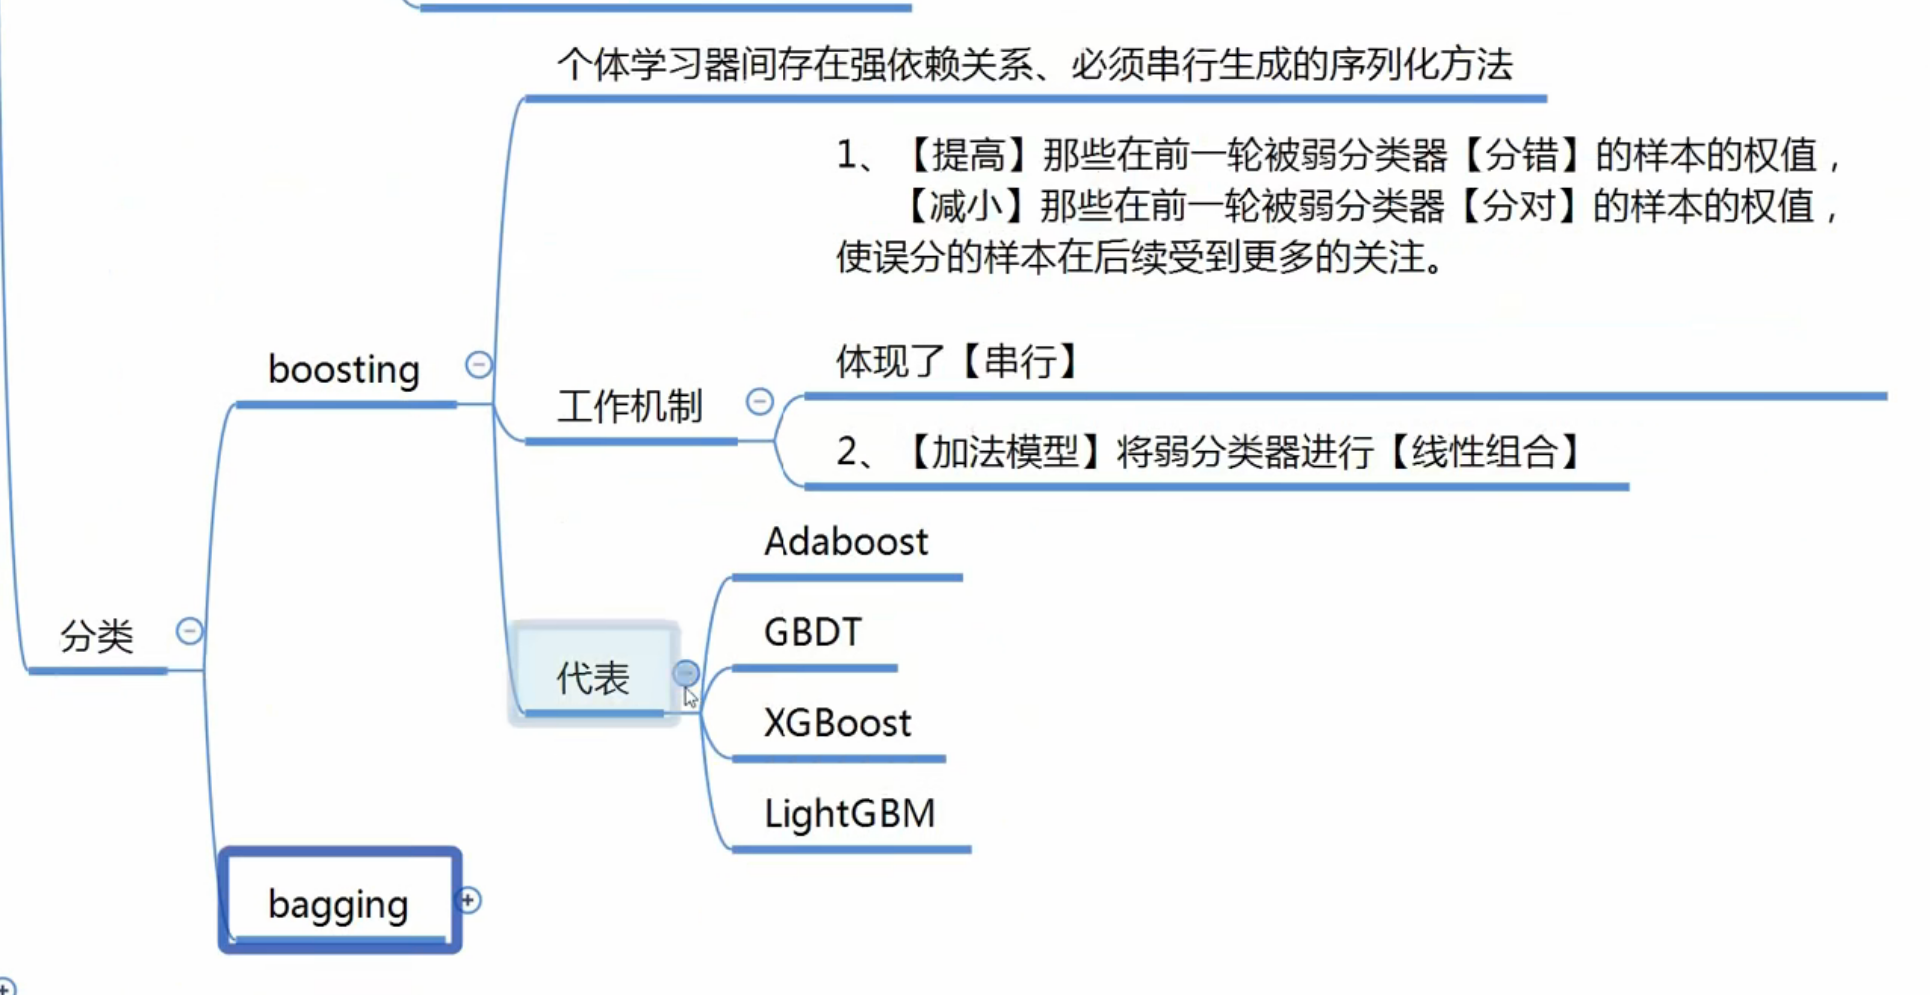 个体学习器间存在强依赖关系、必须串行生成的序列化方法
1、【提高】那些在前一轮被弱分类器【分错】的样本的权值，
【减小】那些在前一轮被弱分类器【分对】的样本的权值，
使误分的样本在后续受到更多的关注。
boosting
体现了【串行】
工作机制
2、【加法模型】将弱分类器进行【线性组合】
Adaboost
分类
GBDT
代表
XGBoost
LightGBM
bagging